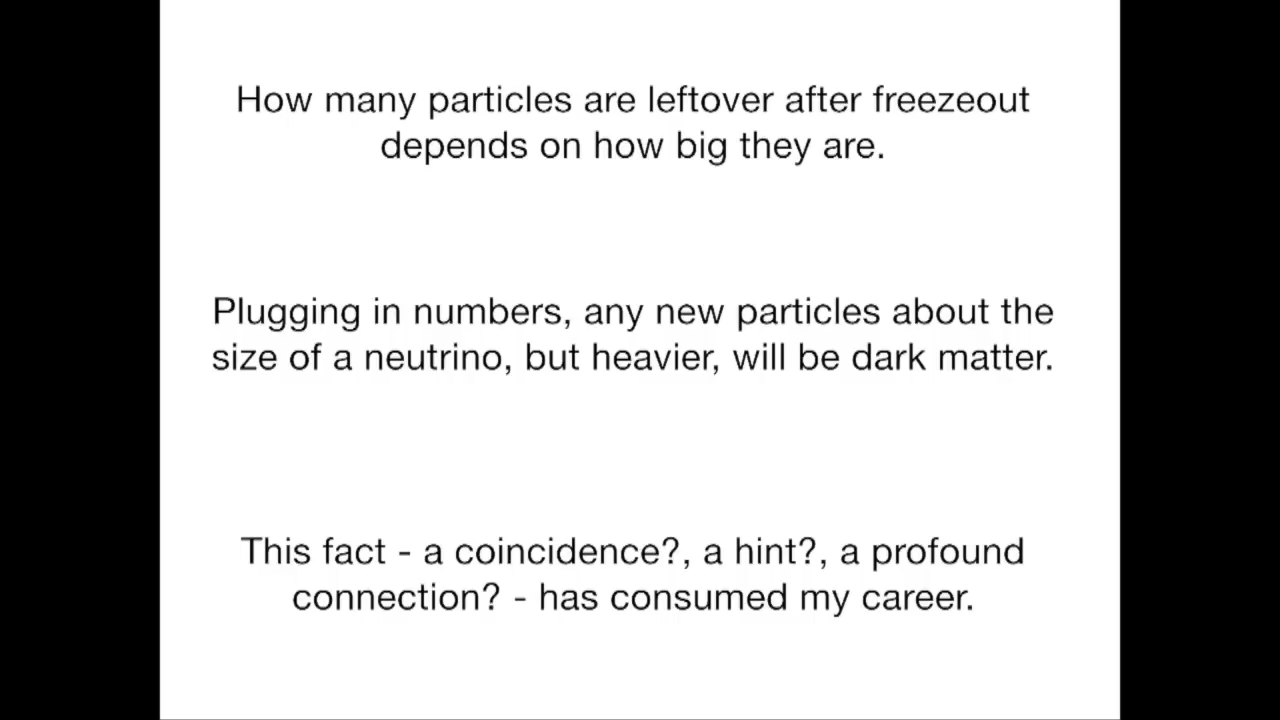 How many particles are leftover after freezeout
depends on how big they are.
Plugging in numbers, any new particles about the
size of a neutrino, but heavier, will be dark matter.
This fact - a coincidence?, a hint?, a profound
connection? - has consumed my career.